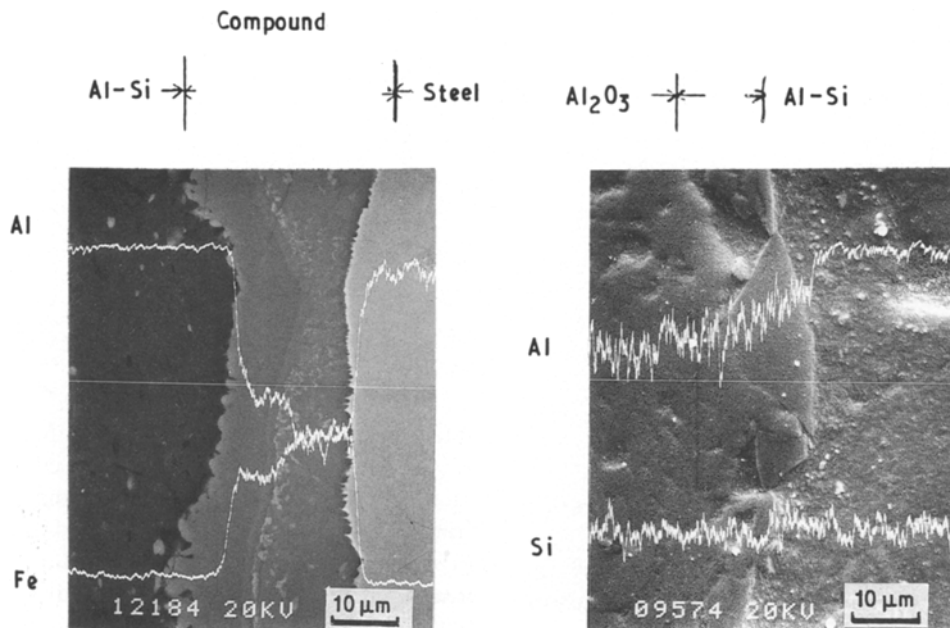 Compound
Al-Si Steel
Al
Fe
12184 20KV 10 μm
Al₂O₃ Al-Si
Al
Si
09574 20KV 10 μm